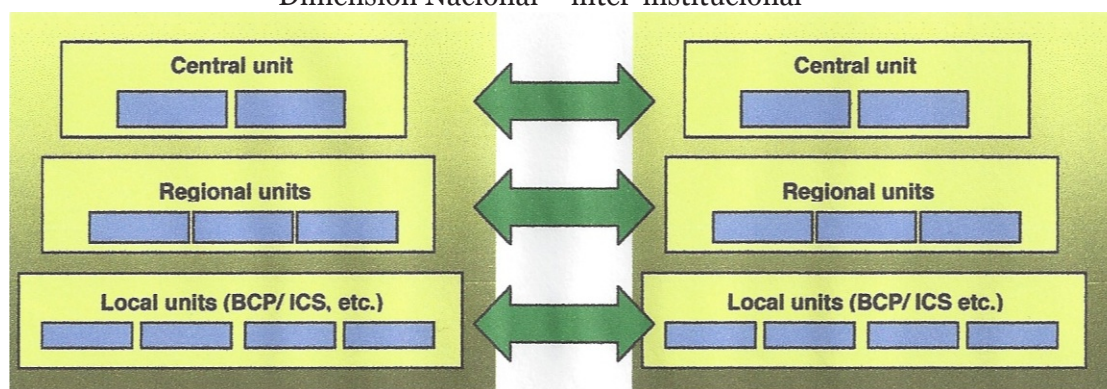 Dimensión Nacional – inter-institucional
Central unit
Central unit
Regional units
Regional units
Local units (BCP/ ICS, etc.)
Local units (BCP/ ICS etc.)